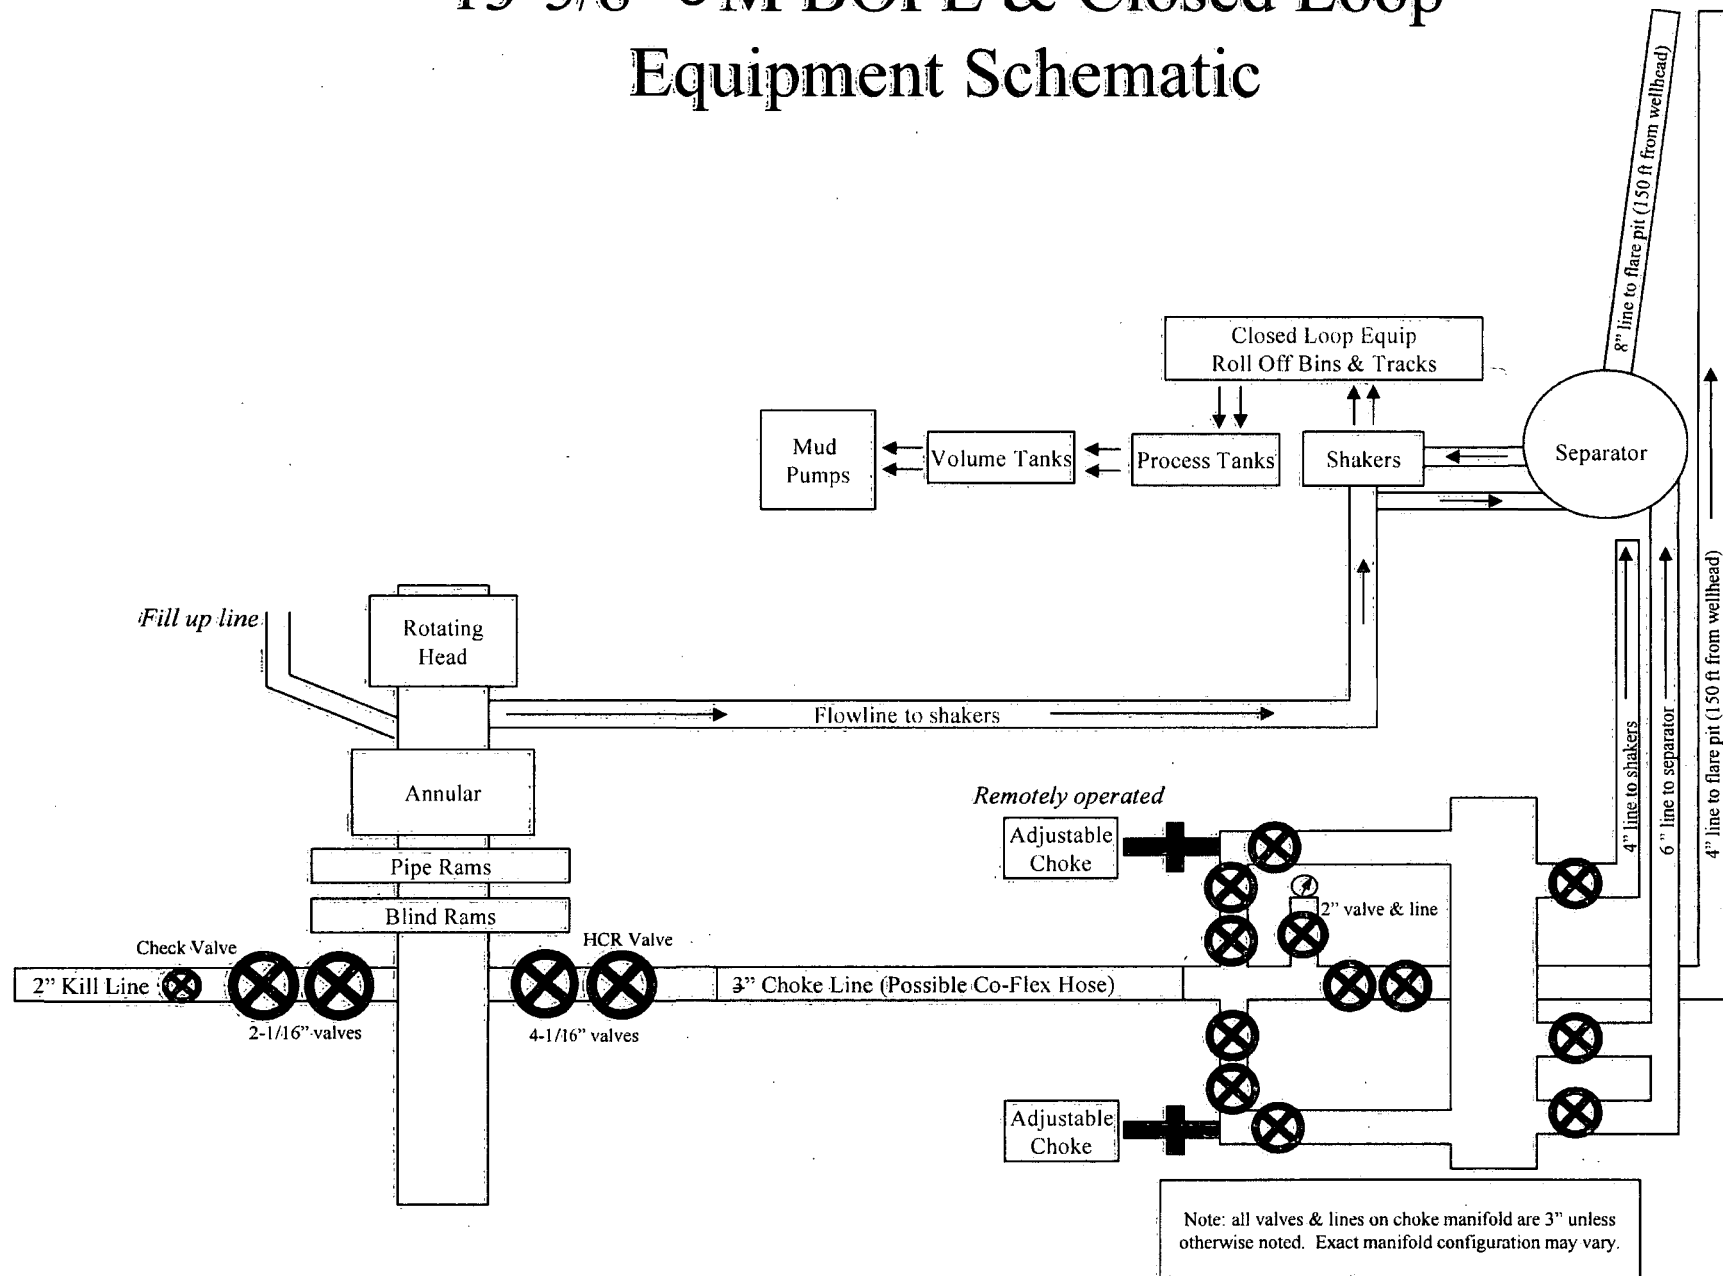 BOPE & Closed Loop
Equipment Schematic
8” line to flare pit (150 ft from wellhead)
Closed Loop Equip
Roll Off Bins & Tracks
Mud
Pumps
Volume Tanks
Process Tanks
Shakers
Separator
Fill up line
Rotating
Head
Flowline to shakers
Annular
Pipe Rams
Blind Rams
Remotely operated
Adjustable
Choke
4” line to shakers
6” line to separator
4” line to flare pit (150 ft from wellhead)
2” valve & line
Check Valve
HCR Valve
2” Kill Line
3” Choke Line (Possible Co-Flex Hose)
2-1/16” valves
4-1/16” valves
Adjustable
Choke
Note: all valves & lines on choke manifold are 3” unless
otherwise noted. Exact manifold configuration may vary.